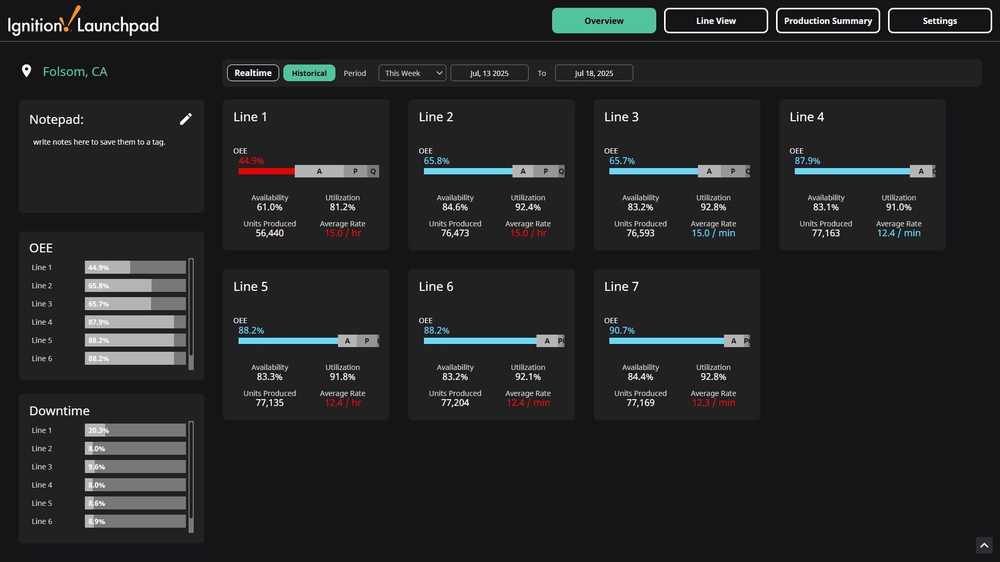 Ignition Launchpad
Overview
Line View
Production Summary
Settings
Folsom, CA
Realtime
Historical
Period
This Week
Jul, 13 2025
To
Jul 18, 2025
Notepad:
write notes here to save them to a tag.
OEE
Line 1 44.9%
Line 2 65.8%
Line 3 65.7%
Line 4 87.9%
Line 5 88.2%
Line 6 88.2%
Downtime
Line 1 20.3%
Line 2 8.0%
Line 3 9.6%
Line 4 8.0%
Line 5 8.6%
Line 6 8.9%
Line 1
OEE
44.9%
A P Q
Availability Utilization
61.0% 81.2%
Units Produced Average Rate
56,440 15.0 / hr
Line 2
OEE
65.8%
A P Q
Availability Utilization
84.6% 92.4%
Units Produced Average Rate
76,473 15.0 / hr
Line 3
OEE
65.7%
A P Q
Availability Utilization
83.2% 92.8%
Units Produced Average Rate
76,593 15.0 / min
Line 4
OEE
87.9%
A
Availability Utilization
83.1% 91.0%
Units Produced Average Rate
77,163 12.4 / min
Line 5
OEE
88.2%
A P
Availability Utilization
83.3% 91.8%
Units Produced Average Rate
77,135 12.4 / hr
Line 6
OEE
88.2%
A P
Availability Utilization
83.2% 92.1%
Units Produced Average Rate
77,204 12.4 / min
Line 7
OEE
90.7%
A P
Availability Utilization
84.4% 92.8%
Units Produced Average Rate
77,169 12.3 / min